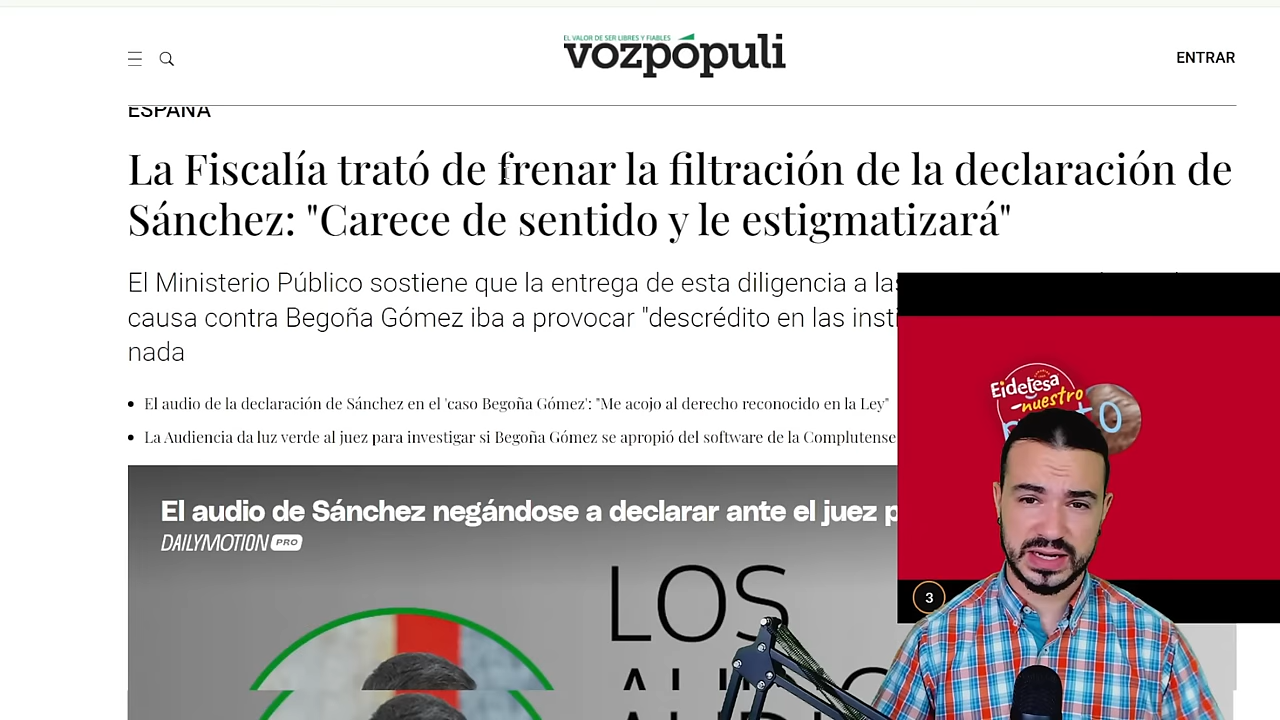 EL VALOR DE SER LIBRES Y FIABLES
vozpópuli
ENTRAR
ESPAÑA
La Fiscalía trató de frenar la filtración de la declaración de
Sánchez: "Carece de sentido y le estigmatizará"
El Ministerio Público sostiene que la entrega de esta diligencia a las
causa contra Begoña Gómez iba a provocar "descrédito en las
nada
El audio de la declaración de Sánchez en el 'caso Begoña Gómez': "Me acojo al derecho reconocido en la Ley"
La Audiencia da luz verde al juez para investigar si Begoña Gómez se apropió del software de la Complutense
El audio de Sánchez negándose a declarar ante el juez
DAILYMOTION PRO
LOS
Eidetesa
nuestro
3